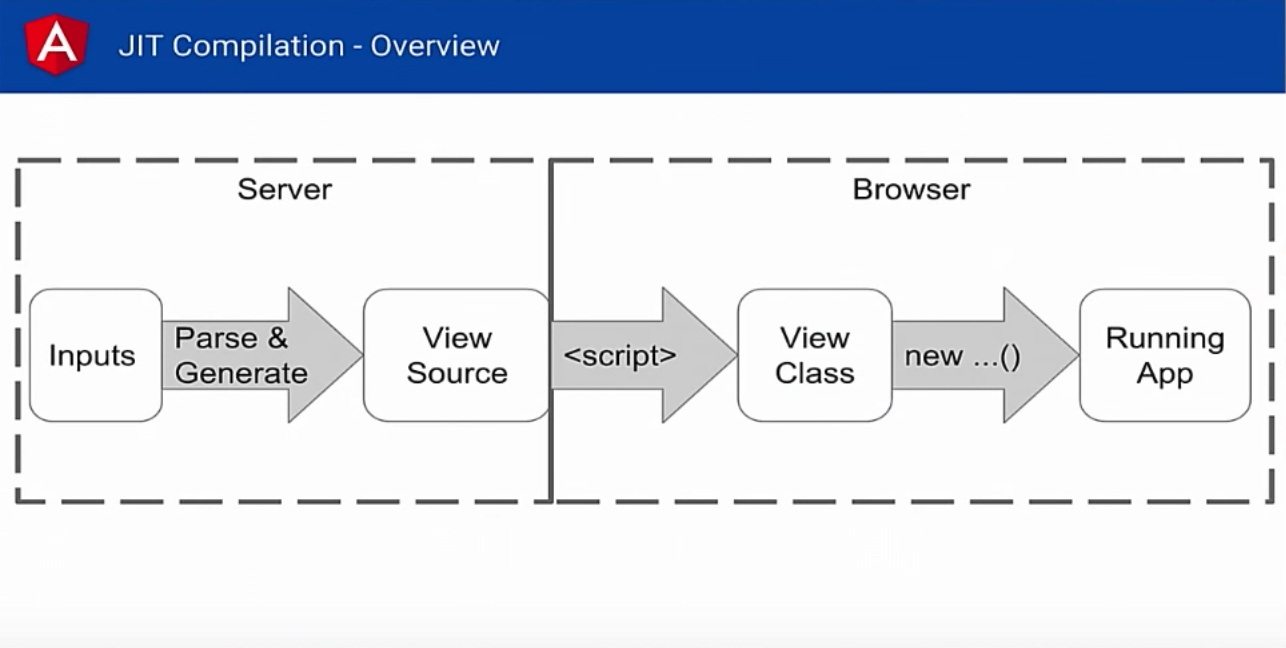 JIT Compilation - Overview
Server
Browser
Inputs
Parse &
Generate
View
Source
<script>
View
Class
new ...()
Running
App